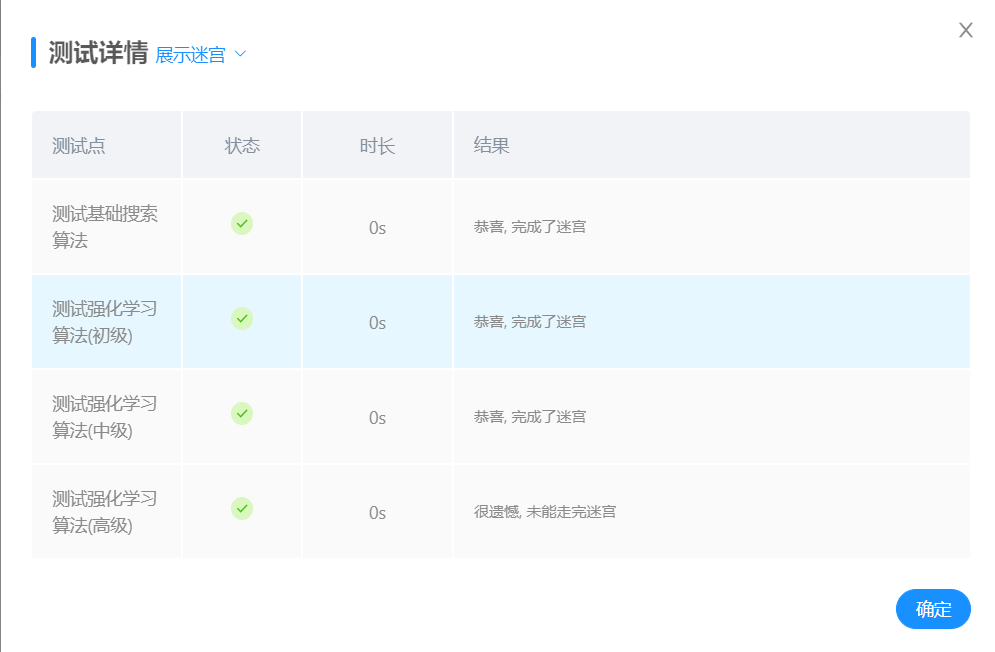 测试详情 展示迷宫
测试点 状态 时长 结果
测试基础搜索
算法
0s 恭喜, 完成了迷宫
测试强化学习
算法(初级)
0s 恭喜, 完成了迷宫
测试强化学习
算法(中级)
0s 恭喜, 完成了迷宫
测试强化学习
算法(高级)
0s 很遗憾, 未能走完迷宫
确定